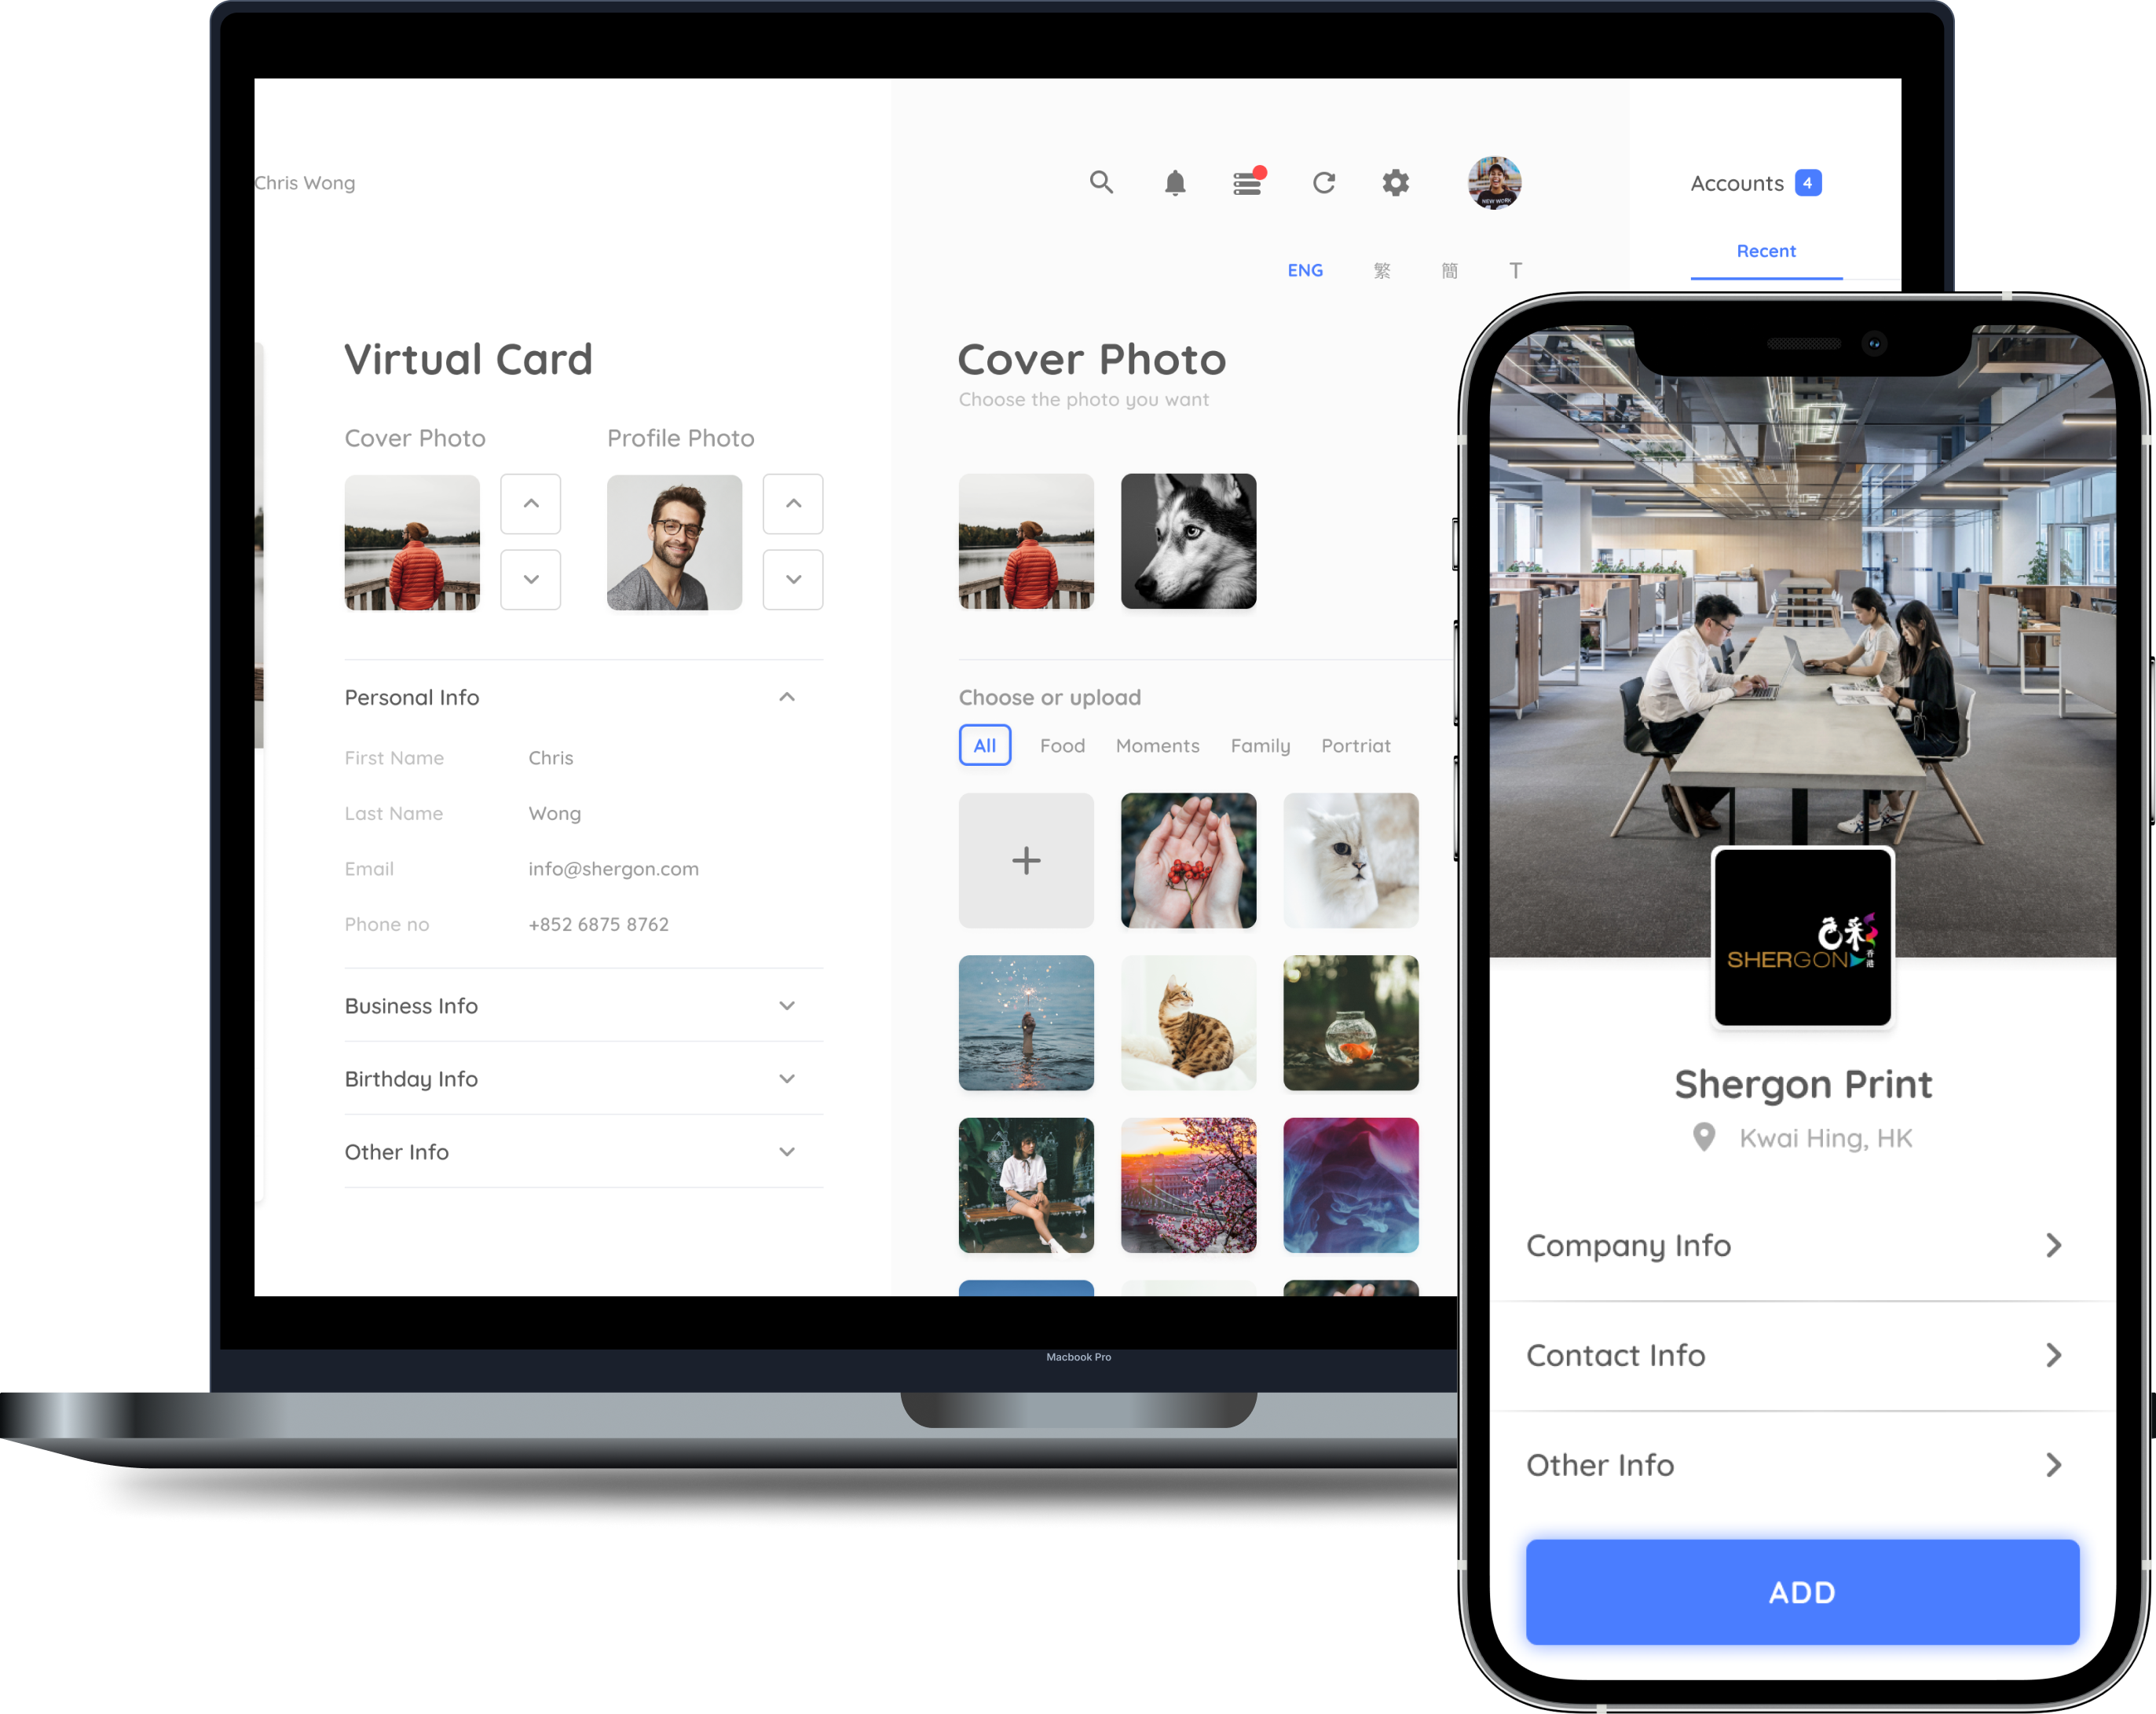 Chris Wong
Accounts 4
Recent
ENG 繁 簡 T
Virtual Card
Cover Photo
Profile Photo
Personal Info
First Name Chris
Last Name Wong
Email info@shergon.com
Phone no +852 6875 8762
Business Info
Birthday Info
Other Info
Cover Photo
Choose the photo you want
Choose or upload
All Food Moments Family Portriat
Macbook Pro
SHERGON
香港
Shergon Print
Kwai Hing, HK
Company Info
Contact Info
Other Info
ADD